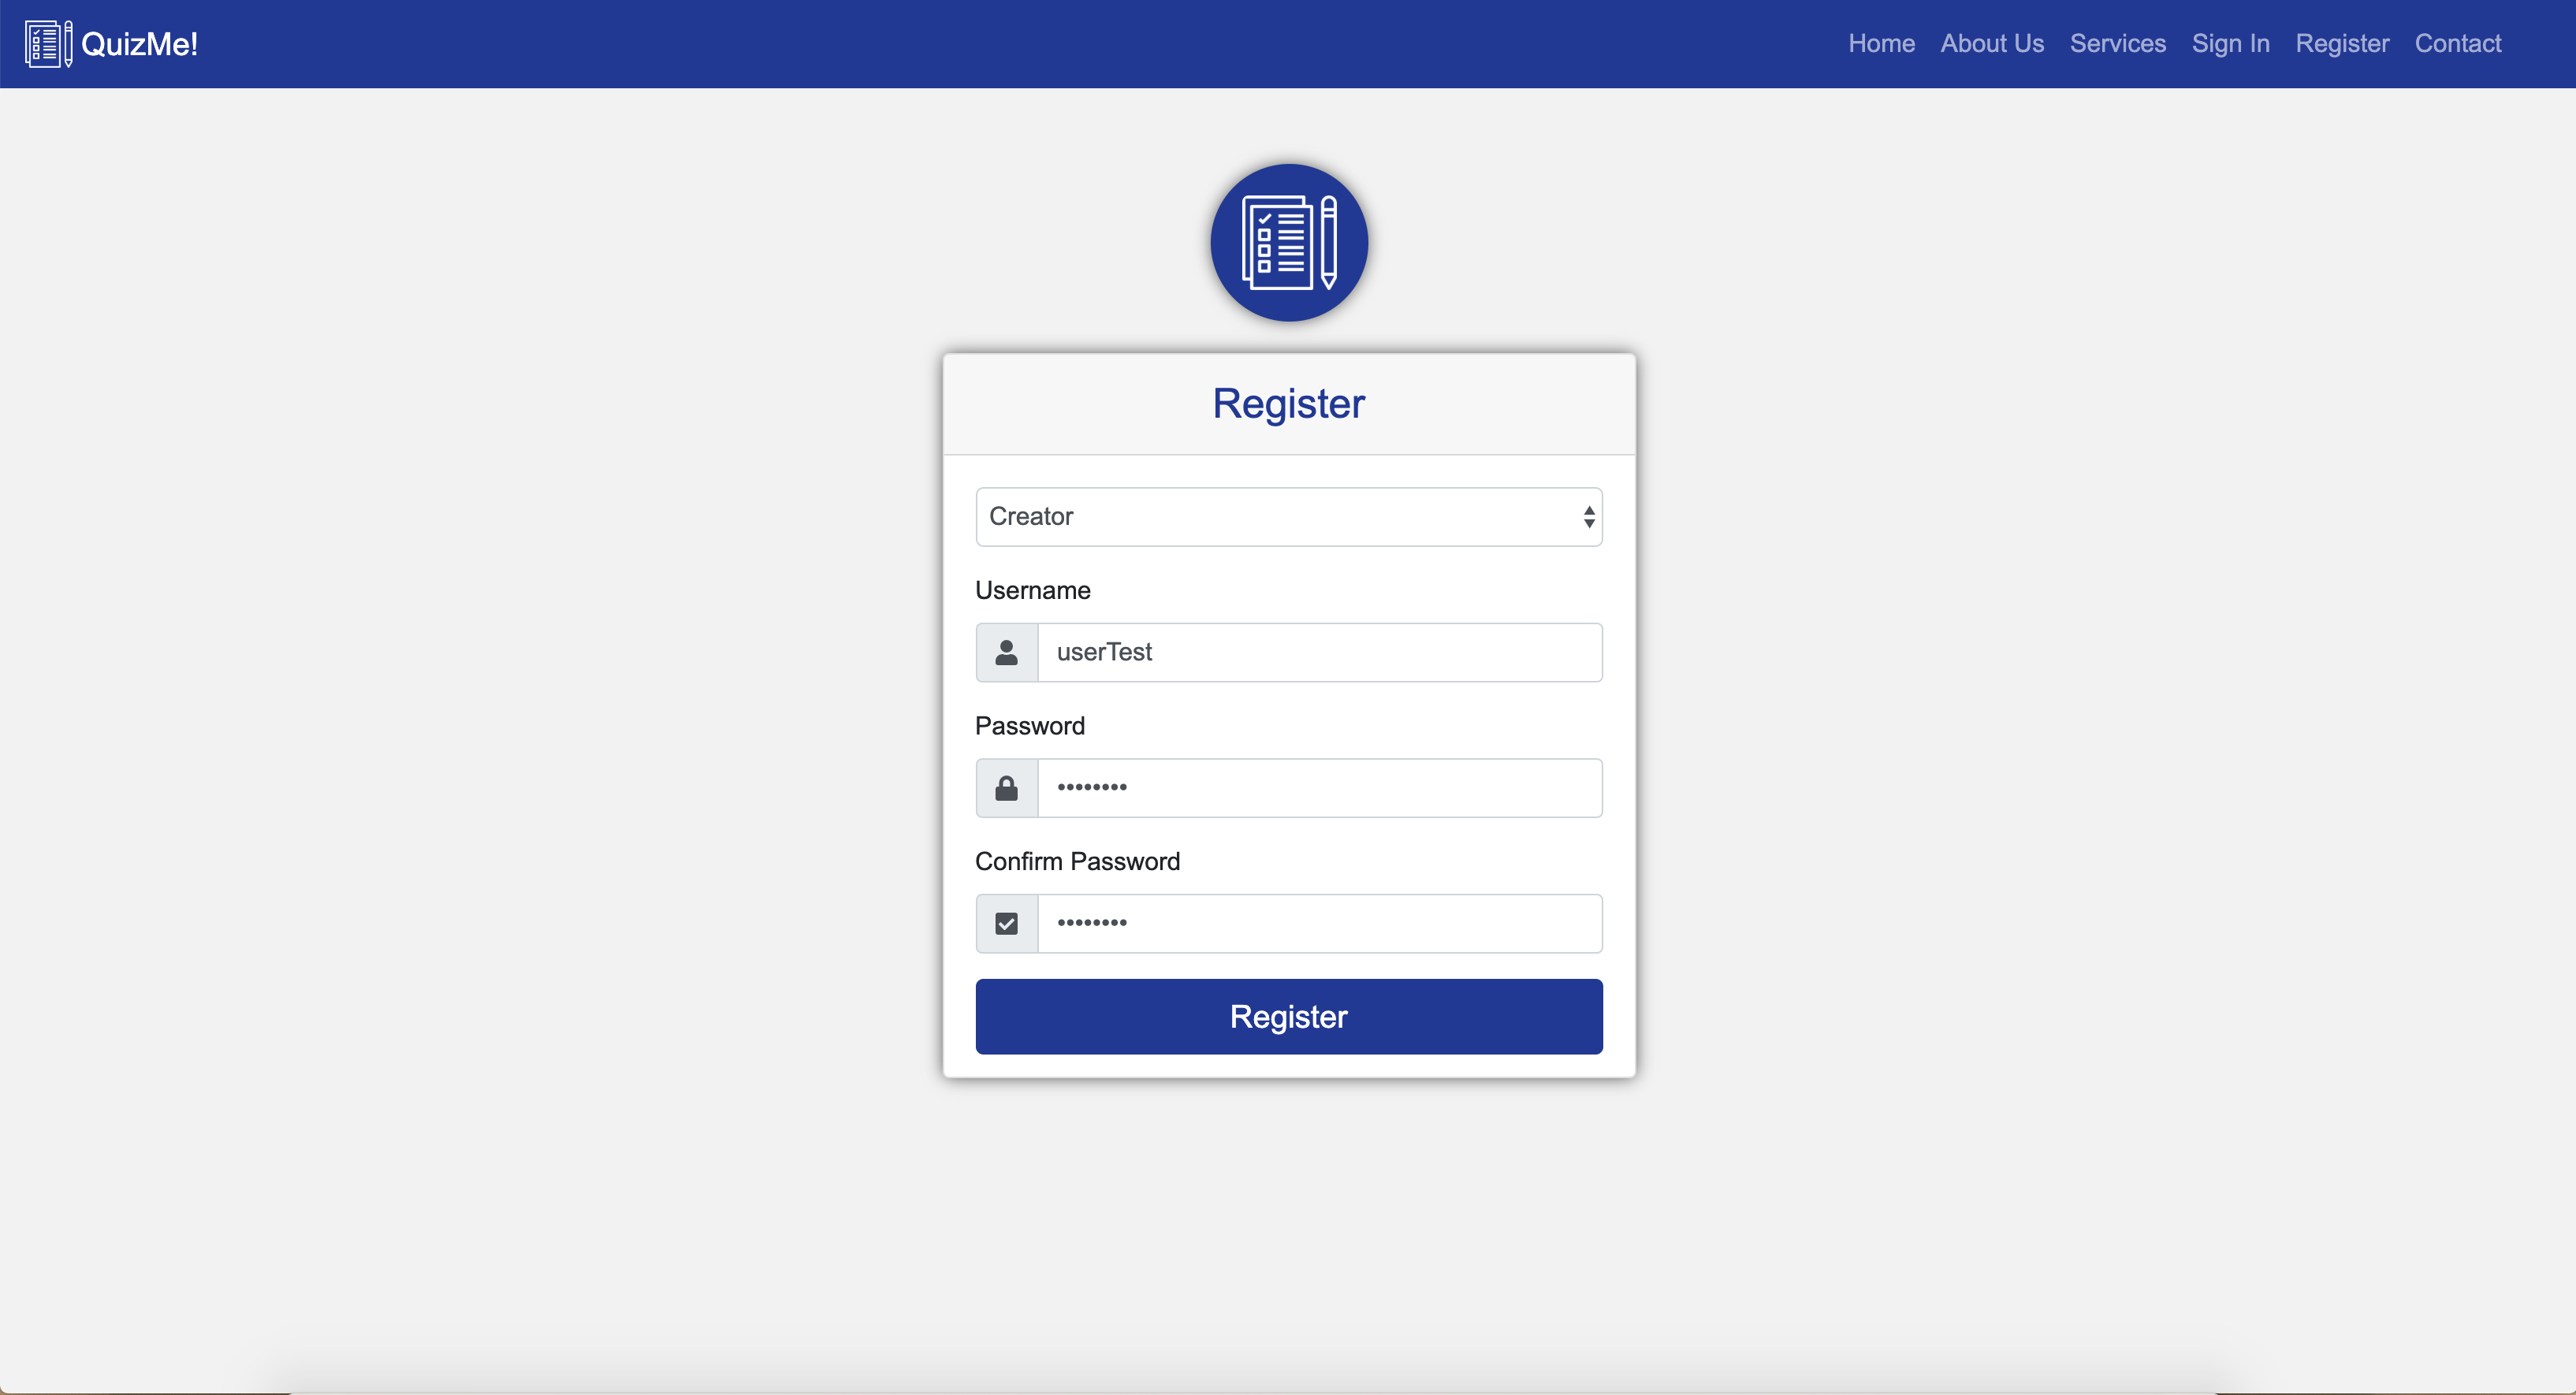 QuizMe!
Home About Us Services Sign In Register Contact
Register
Creator
Username
userTest
Password
••••••••
Confirm Password
••••••••
Register